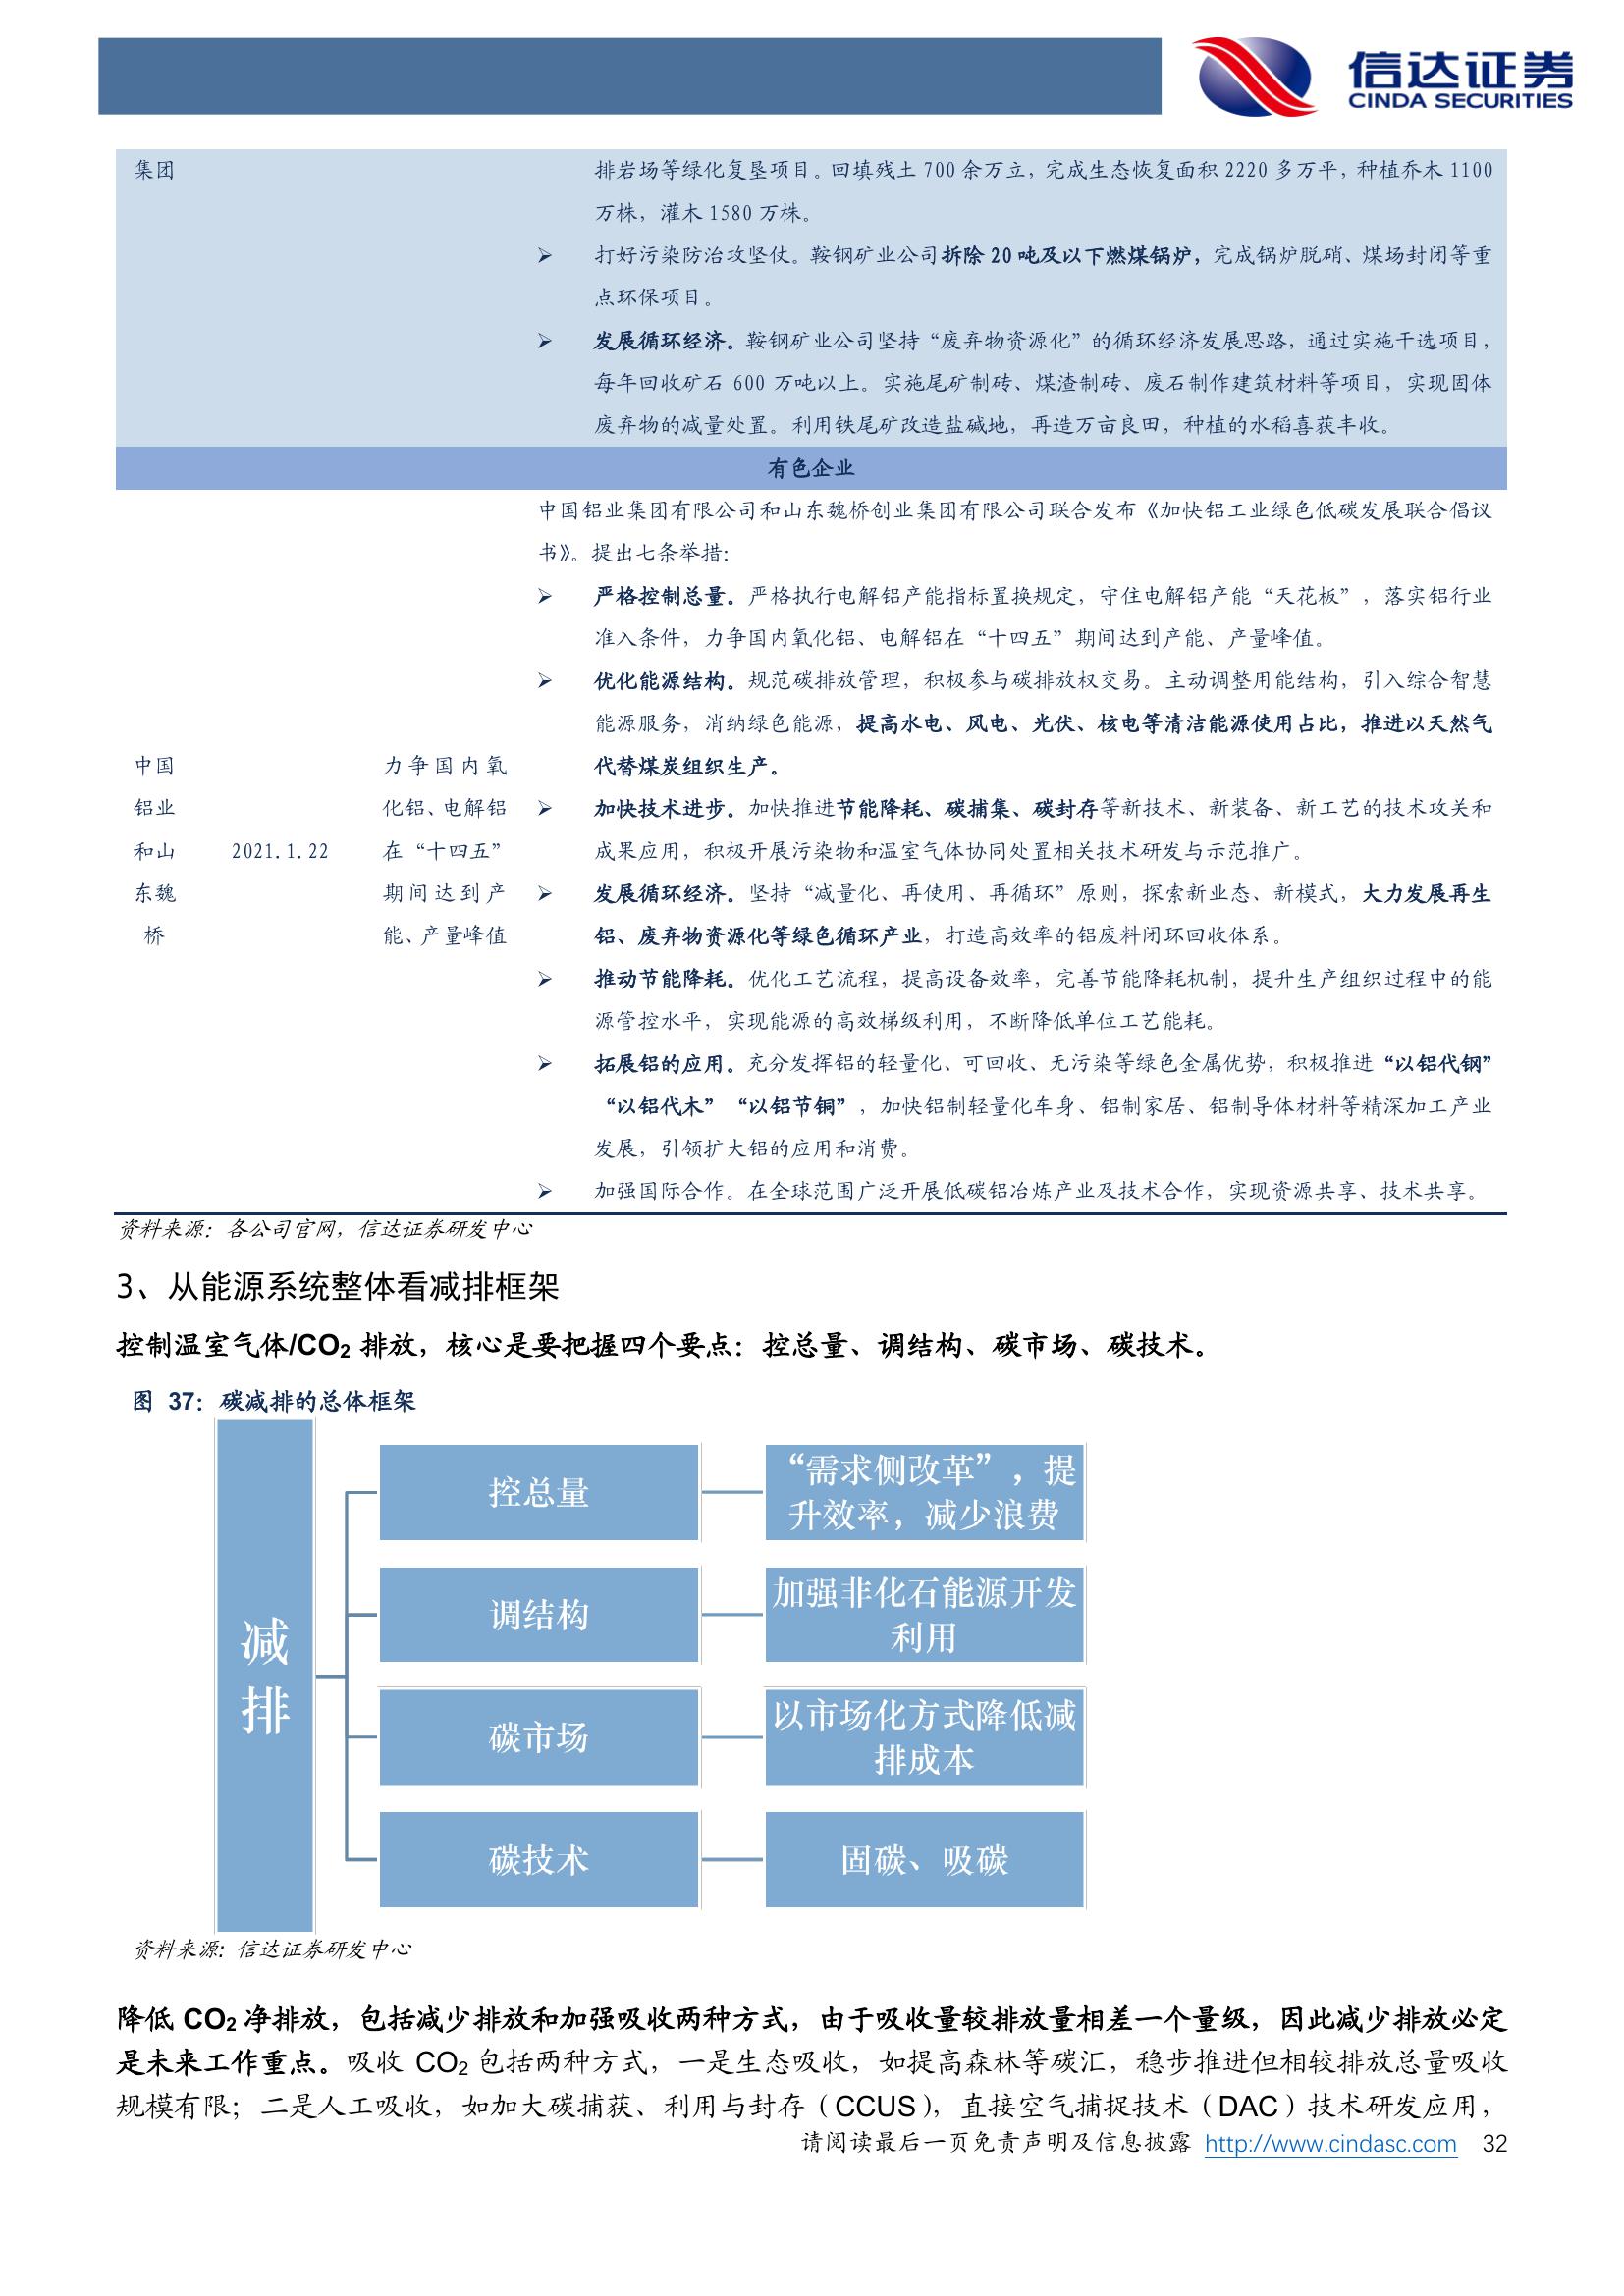 信达证券
CINDA SECURITIES
集团
排岩场等绿化复垦项目。回填残土 700 余万立，完成生态恢复面积 2220 多万平，种植乔木 1100
万株，灌木 1580 万株。
➢ 打好污染防治攻坚仗。鞍钢矿业公司拆除 20 吨及以下燃煤锅炉，完成锅炉脱硝、煤场封闭等重
点环保项目。
➢ 发展循环经济。鞍钢矿业公司坚持“废弃物资源化”的循环经济发展思路，通过实施干选项目，
每年回收矿石 600 万吨以上。实施尾矿制砖、煤渣制砖、废石制作建筑材料等项目，实现固体
废弃物的减量处置。利用铁尾矿改造盐碱地，再造万亩良田，种植的水稻喜获丰收。
有色企业
中国
铝业
和山
东魏
桥
2021.1.22
力争国内氧
化铝、电解铝
在“十四五”
期间达到产
能、产量峰值
中国铝业集团有限公司和山东魏桥创业集团有限公司联合发布《加快铝工业绿色低碳发展联合倡议
书》。提出七条举措：
➢ 严格控制总量。严格执行电解铝产能指标置换规定，守住电解铝产能“天花板”，落实铝行业
准入条件，力争国内氧化铝、电解铝在“十四五”期间达到产能、产量峰值。
➢ 优化能源结构。规范碳排放管理，积极参与碳排放权交易。主动调整用能结构，引入综合智慧
能源服务，消纳绿色能源，提高水电、风电、光伏、核电等清洁能源使用占比，推进以天然气
代替煤炭组织生产。
➢ 加快技术进步。加快推进节能降耗、碳捕集、碳封存等新技术、新装备、新工艺的技术攻关和
成果应用，积极开展污染物和温室气体协同处置相关技术研发与示范推广。
➢ 发展循环经济。坚持“减量化、再使用、再循环”原则，探索新业态、新模式，大力发展再生
铝、废弃物资源化等绿色循环产业，打造高效率的铝废料闭环回收体系。
➢ 推动节能降耗。优化工艺流程，提高设备效率，完善节能降耗机制，提升生产组织过程中的能
源管控水平，实现能源的高效梯级利用，不断降低单位工艺能耗。
➢ 拓展铝的应用。充分发挥铝的轻量化、可回收、无污染等绿色金属优势，积极推进“以铝代钢”
“以铝代木”“以铝节铜”，加快铝制轻量化车身、铝制家居、铝制导体材料等精深加工产业
发展，引领扩大铝的应用和消费。
➢ 加强国际合作。在全球范围广泛开展低碳铝冶炼产业及技术合作，实现资源共享、技术共享。
资料来源：各公司官网，信达证券研发中心
3、从能源系统整体看减排框架
控制温室气体/CO₂ 排放，核心是要把握四个要点：控总量、调结构、碳市场、碳技术。
图 37：碳减排的总体框架
减
排
控总量
“需求侧改革”，提
升效率，减少浪费
调结构
加强非化石能源开发
利用
碳市场
以市场化方式降低减
排成本
碳技术
固碳、吸碳
资料来源：信达证券研发中心
降低 CO₂ 净排放，包括减少排放和加强吸收两种方式，由于吸收量较排放量相差一个量级，因此减少排放必定
是未来工作重点。吸收 CO₂ 包括两种方式，一是生态吸收，如提高森林等碳汇，稳步推进但相较排放总量吸收
规模有限；二是人工吸收，如加大碳捕获、利用与封存（CCUS），直接空气捕捉技术（DAC）技术研发应用，
请阅读最后一页免责声明及信息披露 http://www.cindasc.com 32